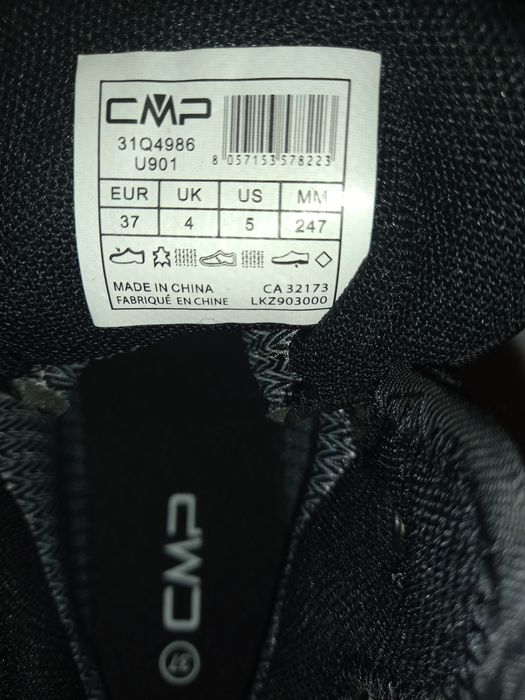 CMP
31Q4986
U901
8 057153 578223
EUR UK US MM
37 4 5 247
MADE IN CHINA CA 32173
FABRIQUÉ EN CHINE LKZ903000
CMP
37